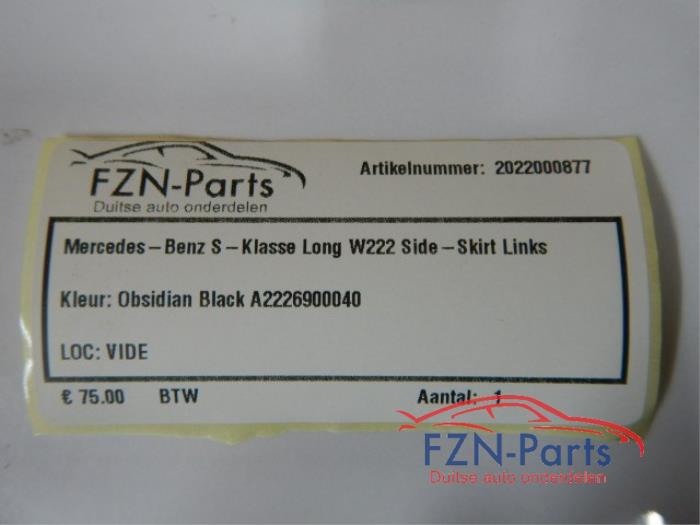 FZN-Parts
Duitse auto onderdelen
Artikelnummer: 2022000877
Mercedes-Benz S-Klasse Long W222 Side-Skirt Links
Kleur: Obsidian Black A2226900040
LOC: VIDE
€ 75.00 BTW Aantal: 1
FZN-Parts
Duitse auto onderdelen